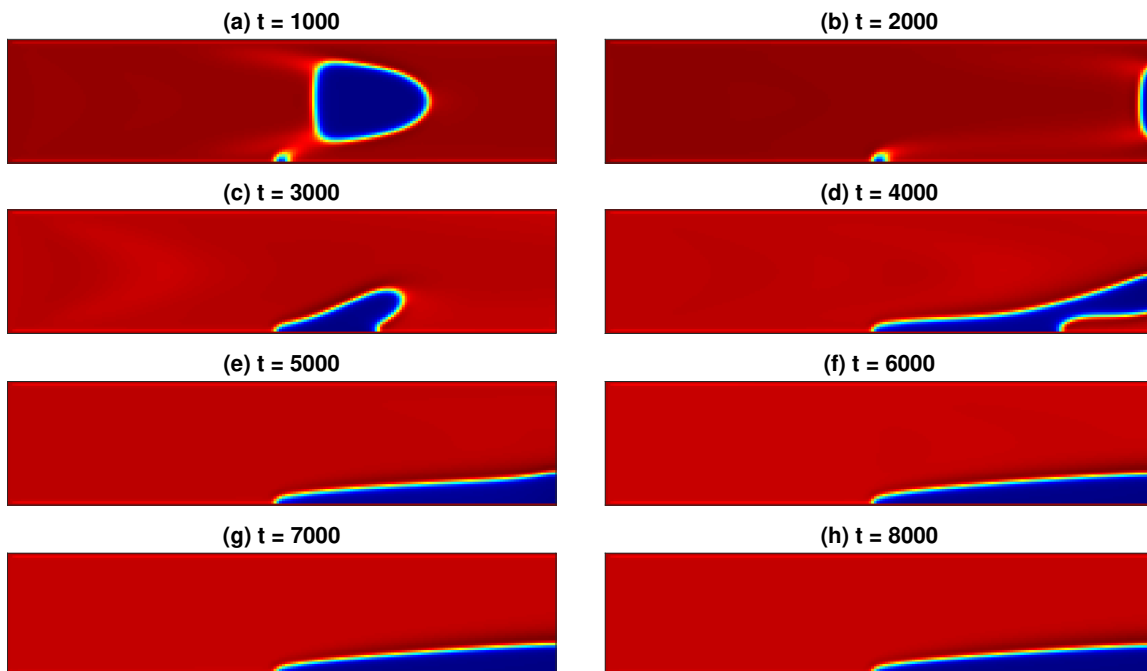 (a) t = 1000
(b) t = 2000
(c) t = 3000
(d) t = 4000
(e) t = 5000
(f) t = 6000
(g) t = 7000
(h) t = 8000